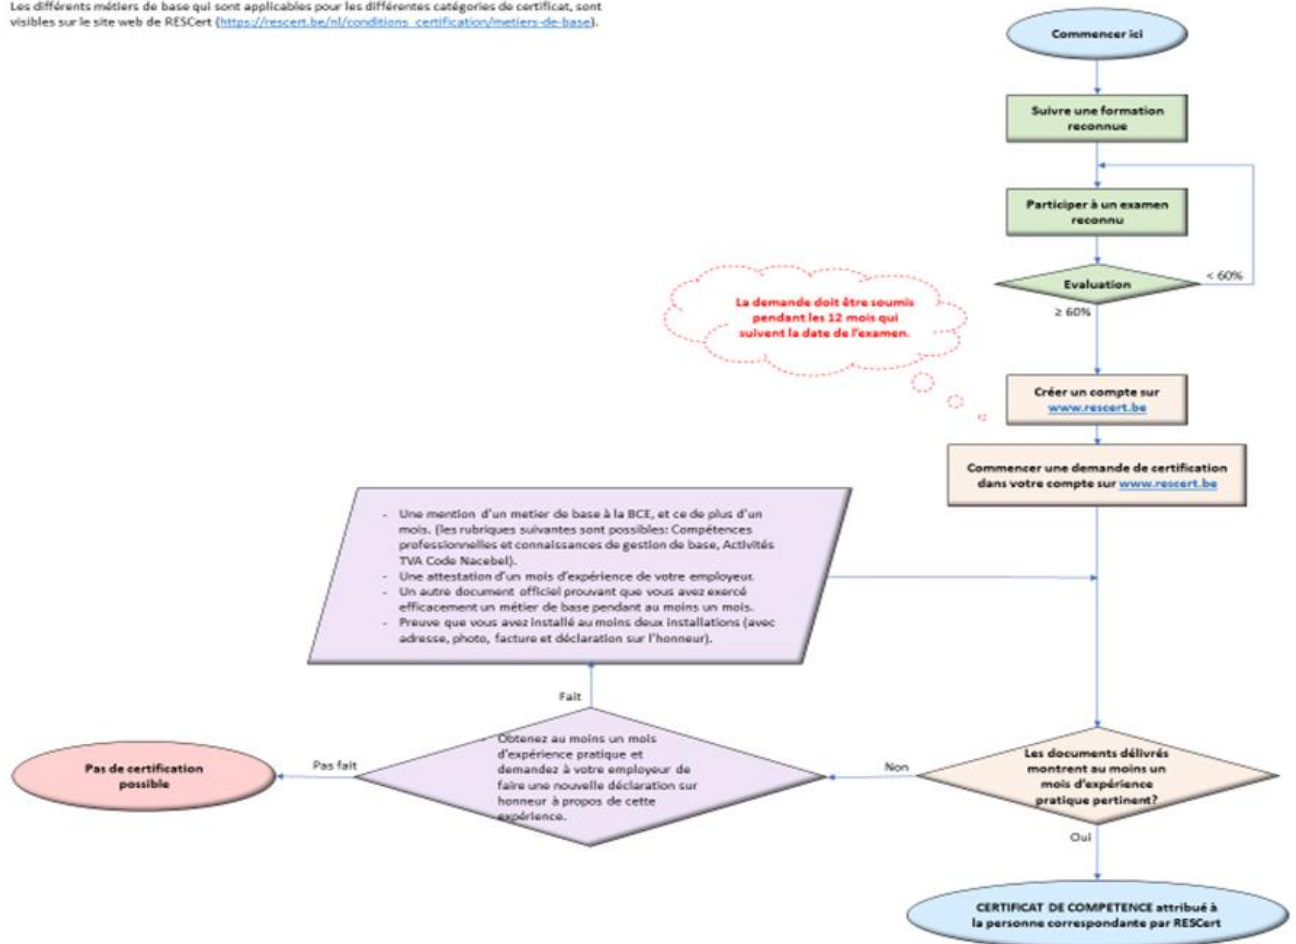 Les différents métiers de base qui sont applicables pour les différentes catégories de certificat, sont
visibles sur le site web de RESCert (https://rescert.be/nl/conditions_certification/metiers-de-base).
Commencer ici
Suivre une formation
reconnue
Participer à un examen
reconnu
Evaluation
< 60%
≥ 60%
La demande doit être soumis
pendant les 12 mois qui
suivent la date de l'examen.
Créer un compte sur
www.rescert.be
Commencer une demande de certification
dans votre compte sur www.rescert.be
- Une mention d'un metier de base à la BCE, et ce de plus d'un
mois. (les rubriques suivantes sont possibles: Compétences
professionnelles et connaissances de gestion de base, Activités
TVA Code Nacebel).
- Une attestation d'un mois d'expérience de votre employeur.
- Un autre document officiel prouvant que vous avez exercé
efficacement un métier de base pendant au moins un mois.
- Preuve que vous avez installé au moins deux installations (avec
adresse, photo, facture et déclaration sur l'honneur).
Fait
Obtenez au moins un mois
d'expérience pratique et
demandez à votre employeur de
faire une nouvelle déclaration sur
honneur à propos de cette
expérience.
Pas fait
Pas de certification
possible
Non
Les documents délivrés
montrent au moins un
mois d'expérience
pratique pertinent?
Oui
CERTIFICAT DE COMPETENCE attribué à
la personne correspondante par RESCert